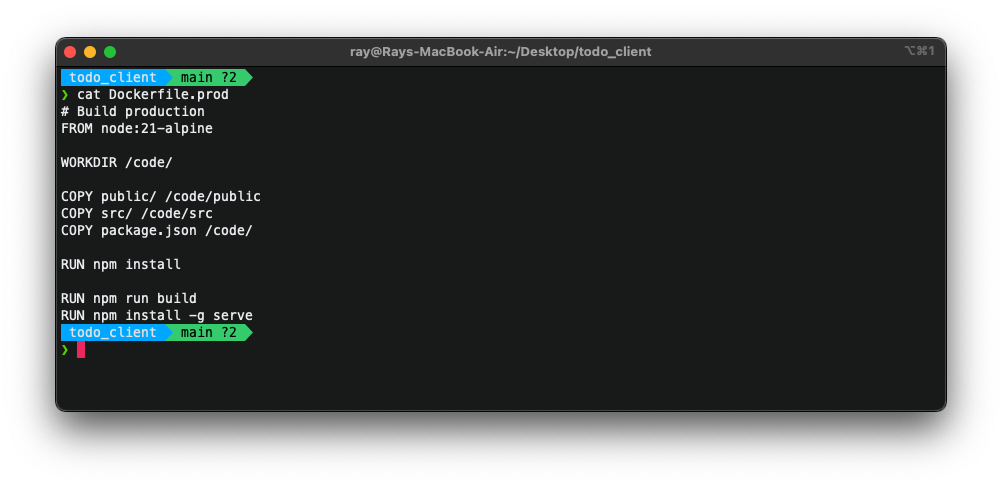 ray@Rays-MacBook-Air:~/Desktop/todo_client
⌥⌘1
todo_client main ?2
❯ cat Dockerfile.prod
# Build production
FROM node:21-alpine
WORKDIR /code/
COPY public/ /code/public
COPY src/ /code/src
COPY package.json /code/
RUN npm install
RUN npm run build
RUN npm install -g serve
todo_client main ?2
❯